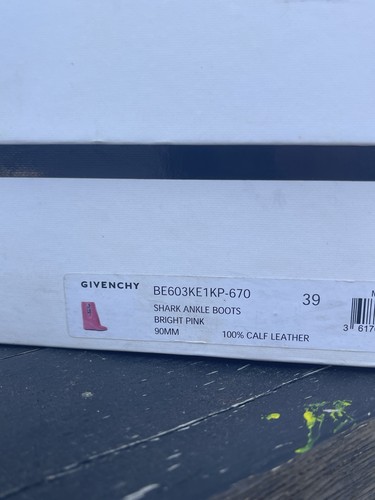 GIVENCHY BE603KE1KP-670 39
SHARK ANKLE BOOTS
BRIGHT PINK
90MM 100% CALF LEATHER